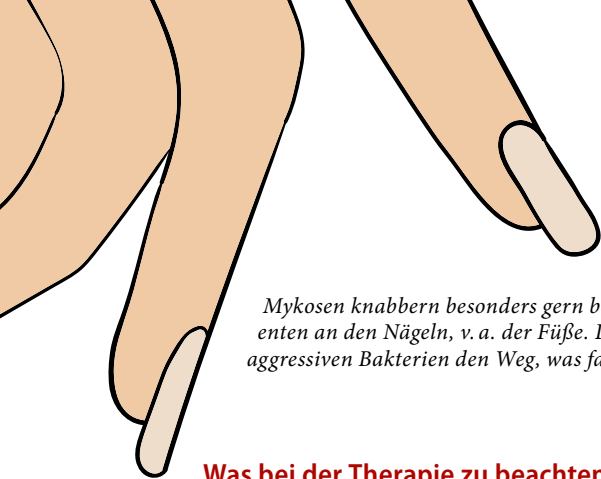 Mykosen knabbern besonders gern b
enten an den Nägeln, v. a. der Füße.
aggressiven Bakterien den Weg, was fa
Was bei der Therapie zu beachten